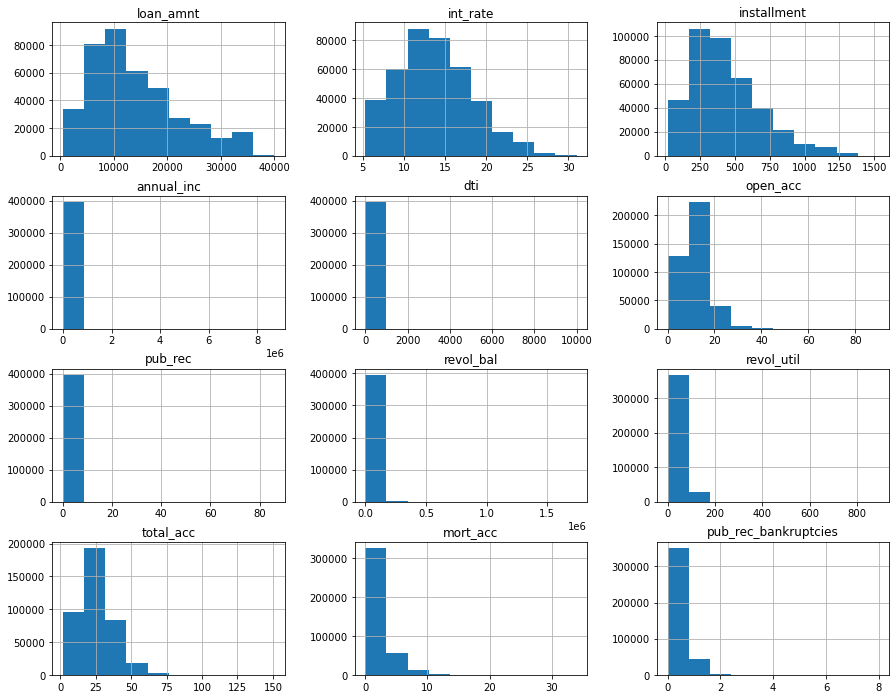 loan_amnt int_rate installment
80000 60000 40000 20000 0
0 10000 20000 30000 40000
80000 60000 40000 20000 0
5 10 15 20 25 30
100000 80000 60000 40000 20000 0
0 250 500 750 1000 1250 1500
annual_inc dti open_acc
400000 300000 200000 100000 0
0 2 4 6 8
1e6
400000 300000 200000 100000 0
0 2000 4000 6000 8000 10000
200000 150000 100000 50000 0
0 20 40 60 80
pub_rec revol_bal revol_util
400000 300000 200000 100000 0
0 20 40 60 80
400000 300000 200000 100000 0
0.0 0.5 1.0 1.5
1e6
300000 200000 100000 0
0 200 400 600 800
total_acc mort_acc pub_rec_bankruptcies
200000 150000 100000 50000 0
0 25 50 75 100 125 150
300000 200000 100000 0
0 10 20 30
300000 200000 100000 0
0 2 4 6 8